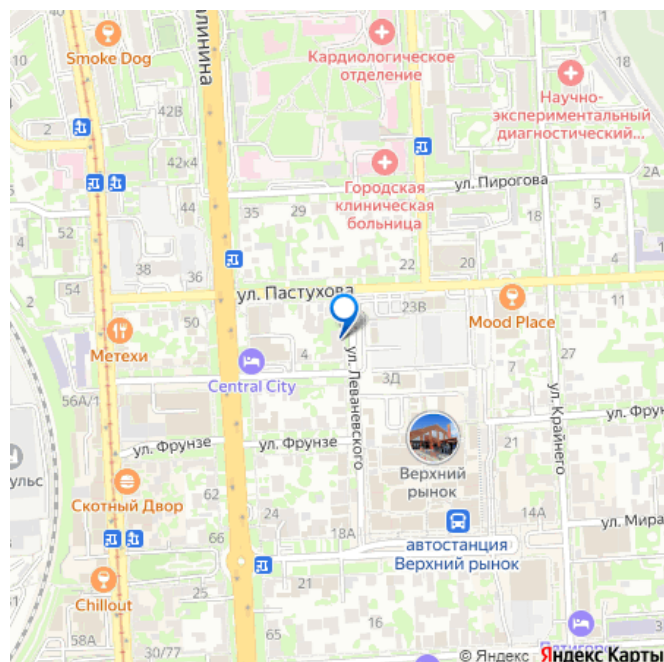 10
40
Smoke Dog
Калинина
Кардиологическое
отделение
18
Научно-
экспериментальный
диагностический...
42В
2
42к4
Городская
клиническая
больница
ул. Пирогова
2А
4
44
35
29
5
52
38
36
22
20
54
ул. Пастухова
11
50
23В
Mood Place
Метехи
4
Central City
ул. Леваневского
3Д
7
27
ул. Крайнего
56А/1
ул. Фрунзе
ул. Фрунзе
21
Верхний
рынок
Скотный Двор
62
24
18А
14А
ул. Мира
66
автостанция
Верхний рынок
Chillout
21
25
58А
30/77
16
© Яндекс
Яндекс Карты